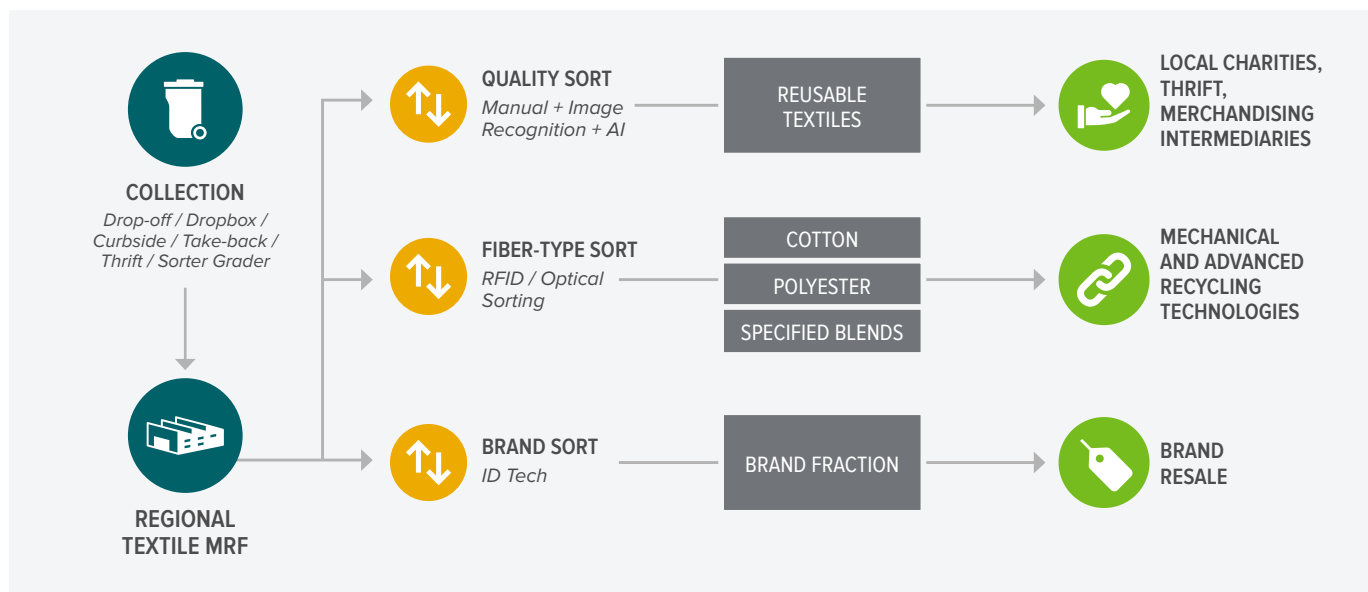 COLLECTION
Drop-off / Dropbox /
Curbside / Take-back /
Thrift / Sorter Grader
REGIONAL
TEXTILE MRF
QUALITY SORT
Manual + Image
Recognition + AI
REUSABLE
TEXTILES
LOCAL CHARITIES,
THRIFT,
MERCHANDISING
INTERMEDIARIES
FIBER-TYPE SORT
RFID / Optical
Sorting
COTTON
POLYESTER
SPECIFIED BLENDS
MECHANICAL
AND ADVANCED
RECYCLING
TECHNOLOGIES
BRAND SORT
ID Tech
BRAND FRACTION
BRAND
RESALE